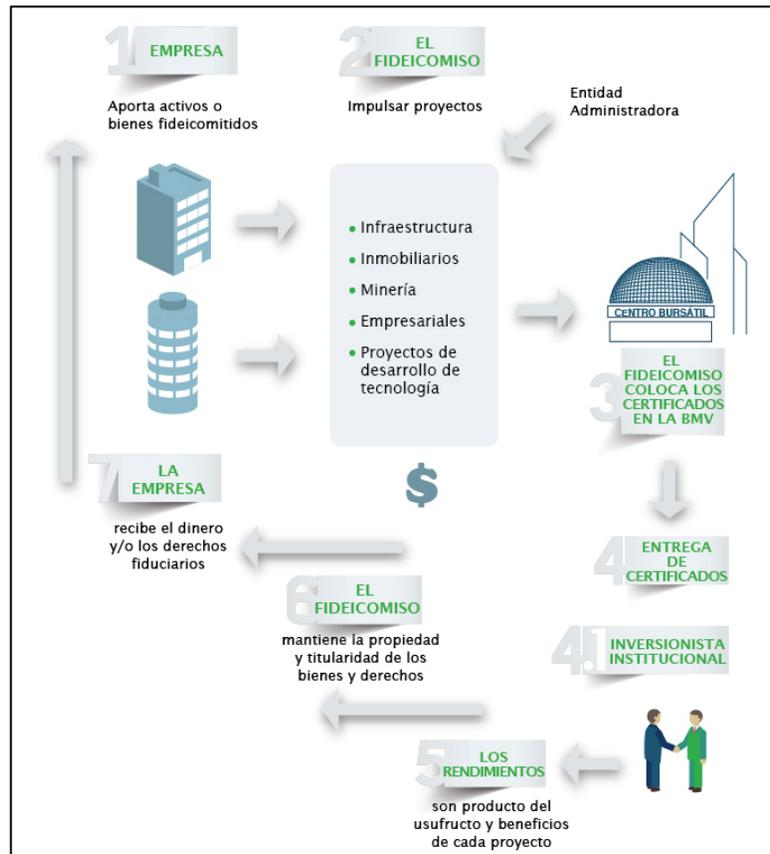 1
EMPRESA
Aporta activos o
bienes fideicomitidos
2
EL
FIDEICOMISO
Impulsar proyectos
Entidad
Administradora
• Infraestructura
• Inmobiliarios
• Minería
• Empresariales
• Proyectos de
desarrollo de
tecnología
CENTRO BURSÁTIL
3
EL
FIDEICOMISO
COLOCA LOS
CERTIFICADOS
EN LA BMV
$
4
ENTREGA
DE
CERTIFICADOS
4.1
INVERSIONISTA
INSTITUCIONAL
5
LOS
RENDIMIENTOS
son producto del
usufructo y beneficios
de cada proyecto
6
EL
FIDEICOMISO
mantiene la propiedad
y titularidad de los
bienes y derechos
7
LA
EMPRESA
recibe el dinero
y/o los derechos
fiduciarios